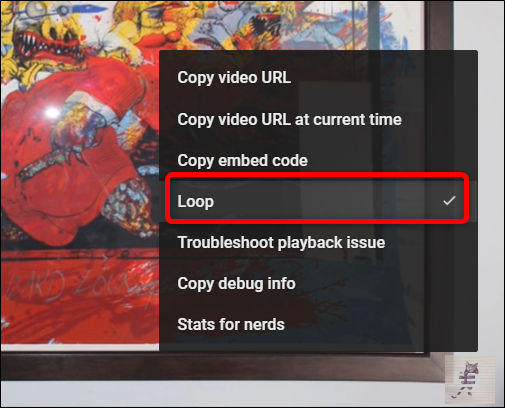 Copy video URL
Copy video URL at current time
Copy embed code
Loop
Troubleshoot playback issue
Copy debug info
Stats for nerds